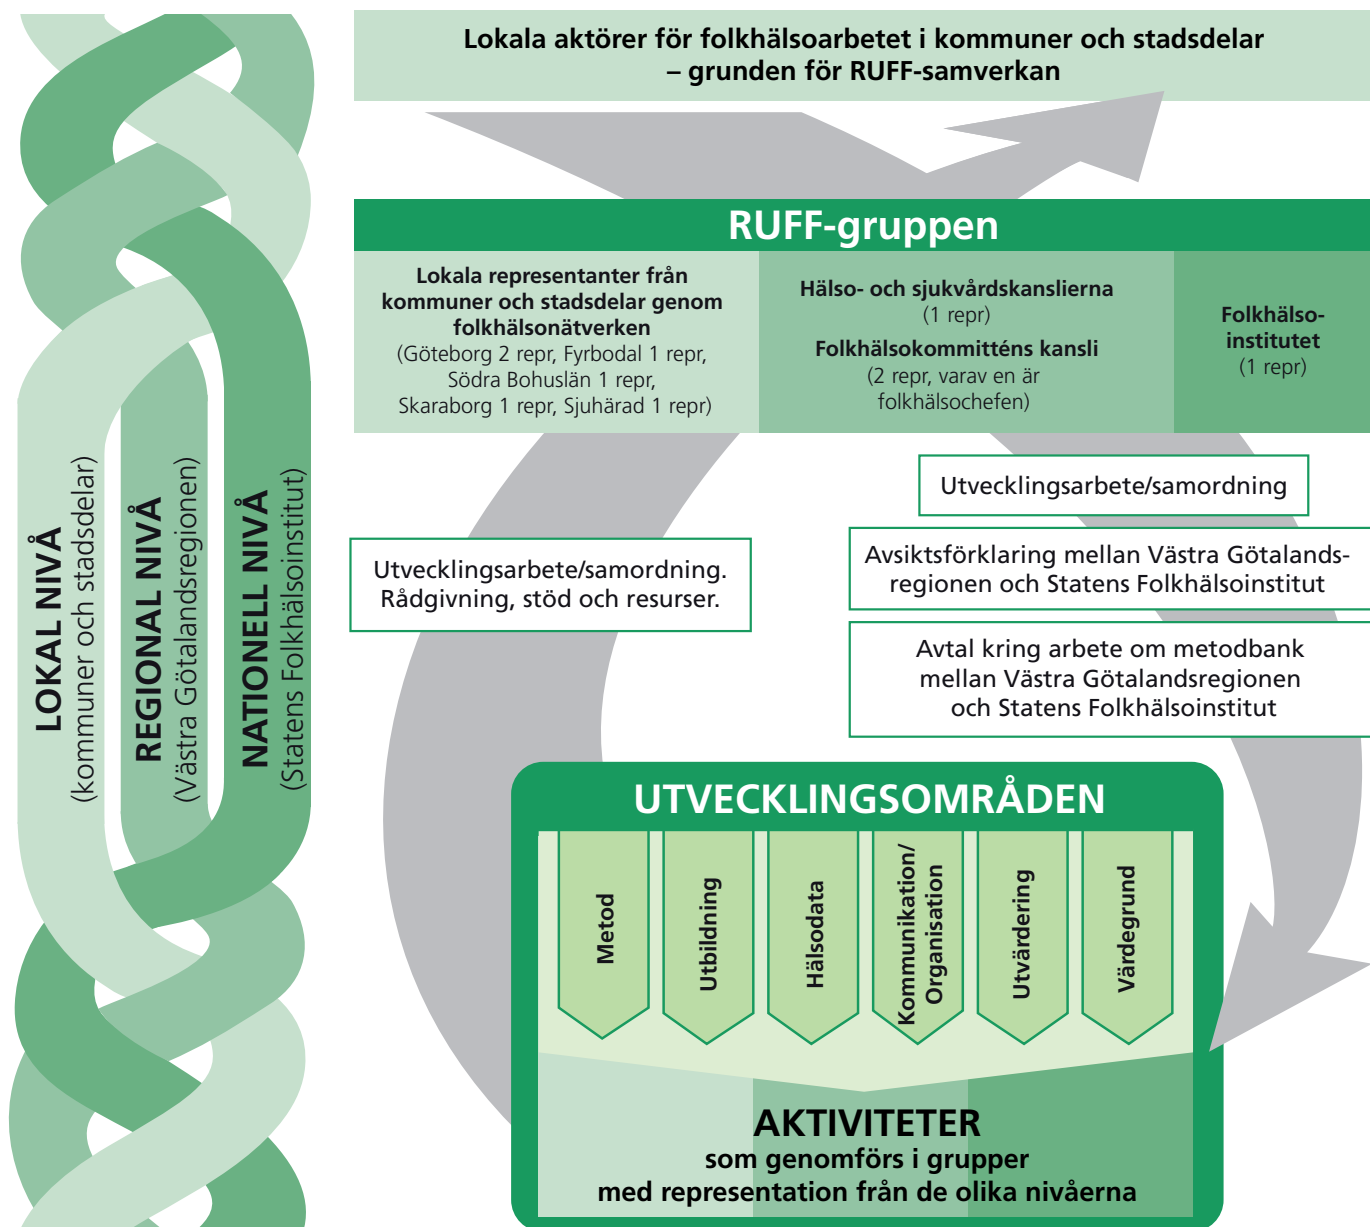 Lokala aktörer för folkhälsoarbetet i kommuner och stadsdelar
– grunden för RUFF-samverkan
RUFF-gruppen
Lokala representanter från
kommuner och stadsdelar genom
folkhälsonätverken
(Göteborg 2 repr, Fyrbodal 1 repr,
Södra Bohuslän 1 repr,
Skaraborg 1 repr, Sjuhärad 1 repr)
Hälso- och sjukvårdskanslierna
(1 repr)
Folkhälsokommitténs kansli
(2 repr, varav en är
folkhälsochefen)
Folkhälso-
institutet
(1 repr)
LOKAL NIVÅ
(kommuner och stadsdelar)
REGIONAL NIVÅ
(Västra Götalandsregionen)
NATIONELL NIVÅ
(Statens Folkhälsoinstitut)
Utvecklingsarbete/samordning.
Rådgivning, stöd och resurser.
Utvecklingsarbete/samordning
Avsiktsförklaring mellan Västra Götalands-
regionen och Statens Folkhälsoinstitut
Avtal kring arbete om metodbank
mellan Västra Götalandsregionen
och Statens Folkhälsoinstitut
UTVECKLINGSOMRÅDEN
Metod
Utbildning
Hälsodata
Kommunikation/
Organisation
Utvärdering
Värdegrund
AKTIVITETER
som genomförs i grupper
med representation från de olika nivåerna